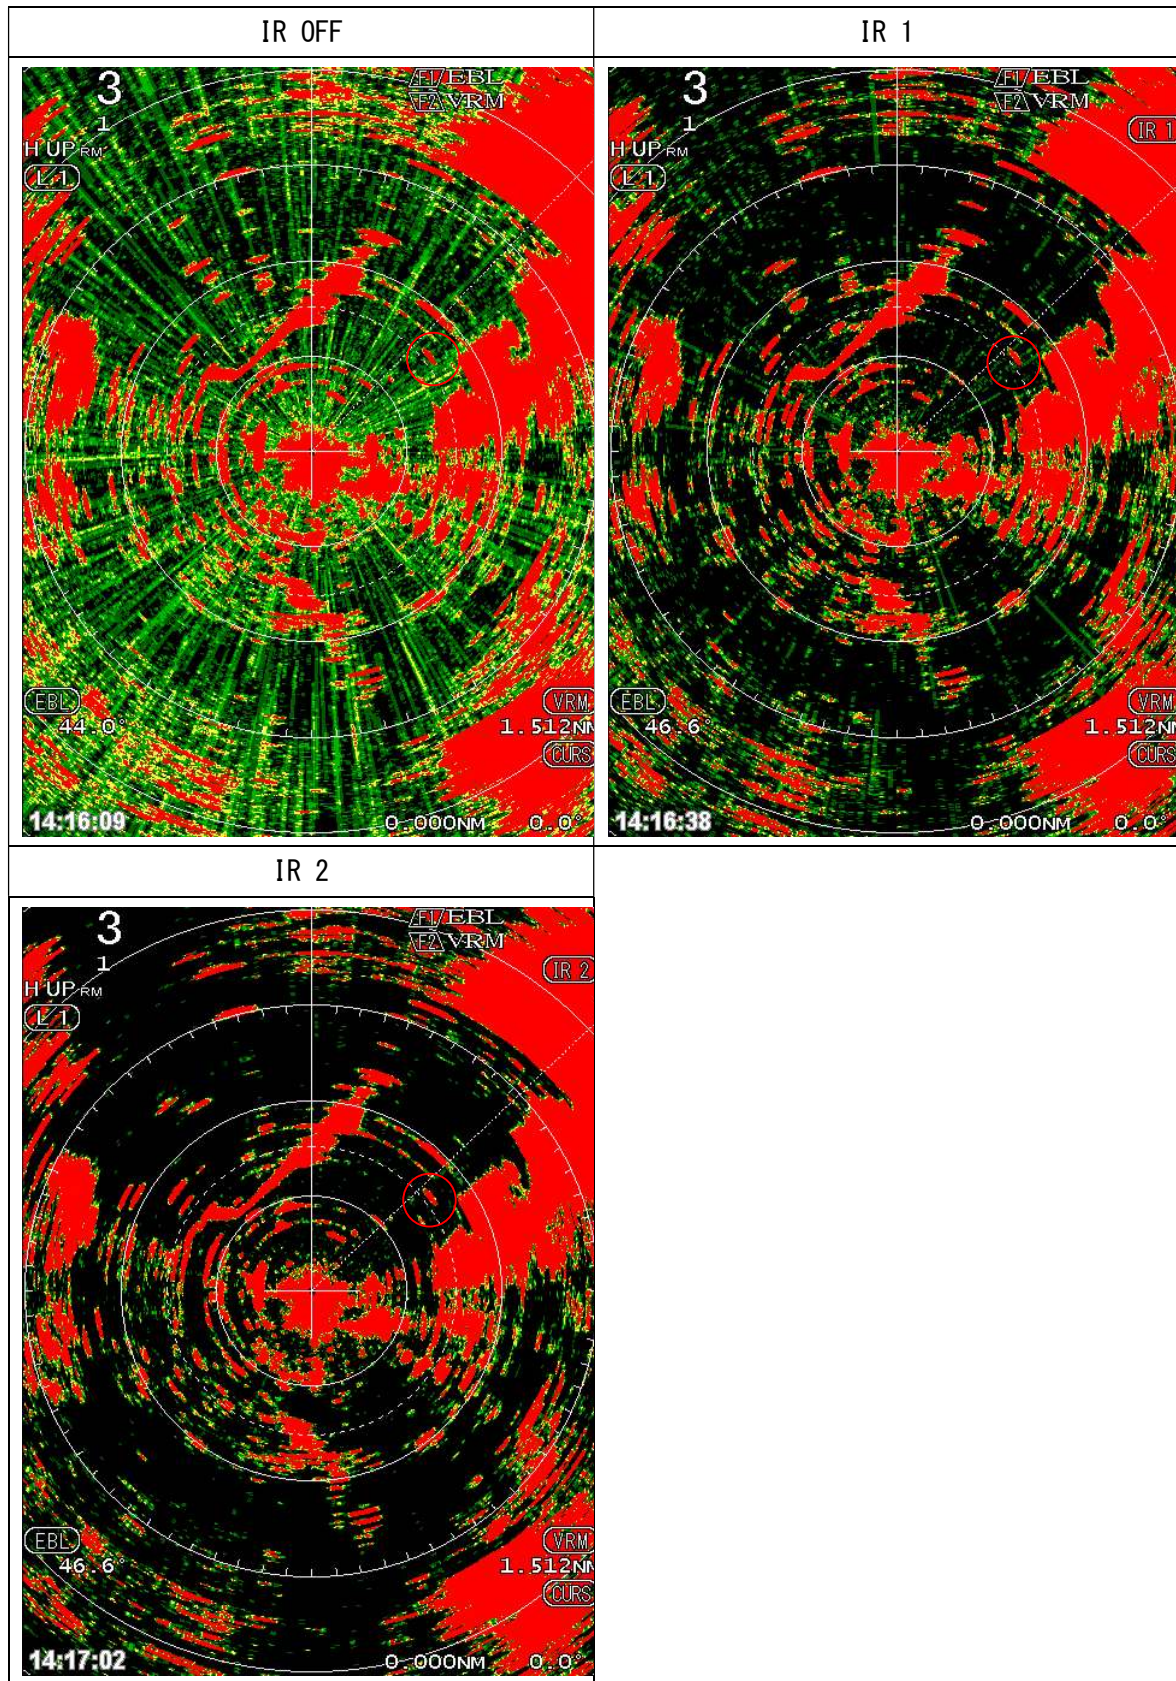 IR OFF
IR 1
3
F1 EBL
F2 VRM
1
H UP RM
L 1
EBL
44.0°
VRM
1.512NM
CURS
14:16:09
0.000NM 0.0°
3
F1 EBL
F2 VRM
1
IR 1
H UP RM
L 1
EBL
46.6°
VRM
1.512NM
CURS
14:16:38
0.000NM 0.0°
IR 2
3
F1 EBL
F2 VRM
1
IR 2
H UP RM
L 1
EBL
46.6°
VRM
1.512NM
CURS
14:17:02
0.000NM 0.0°